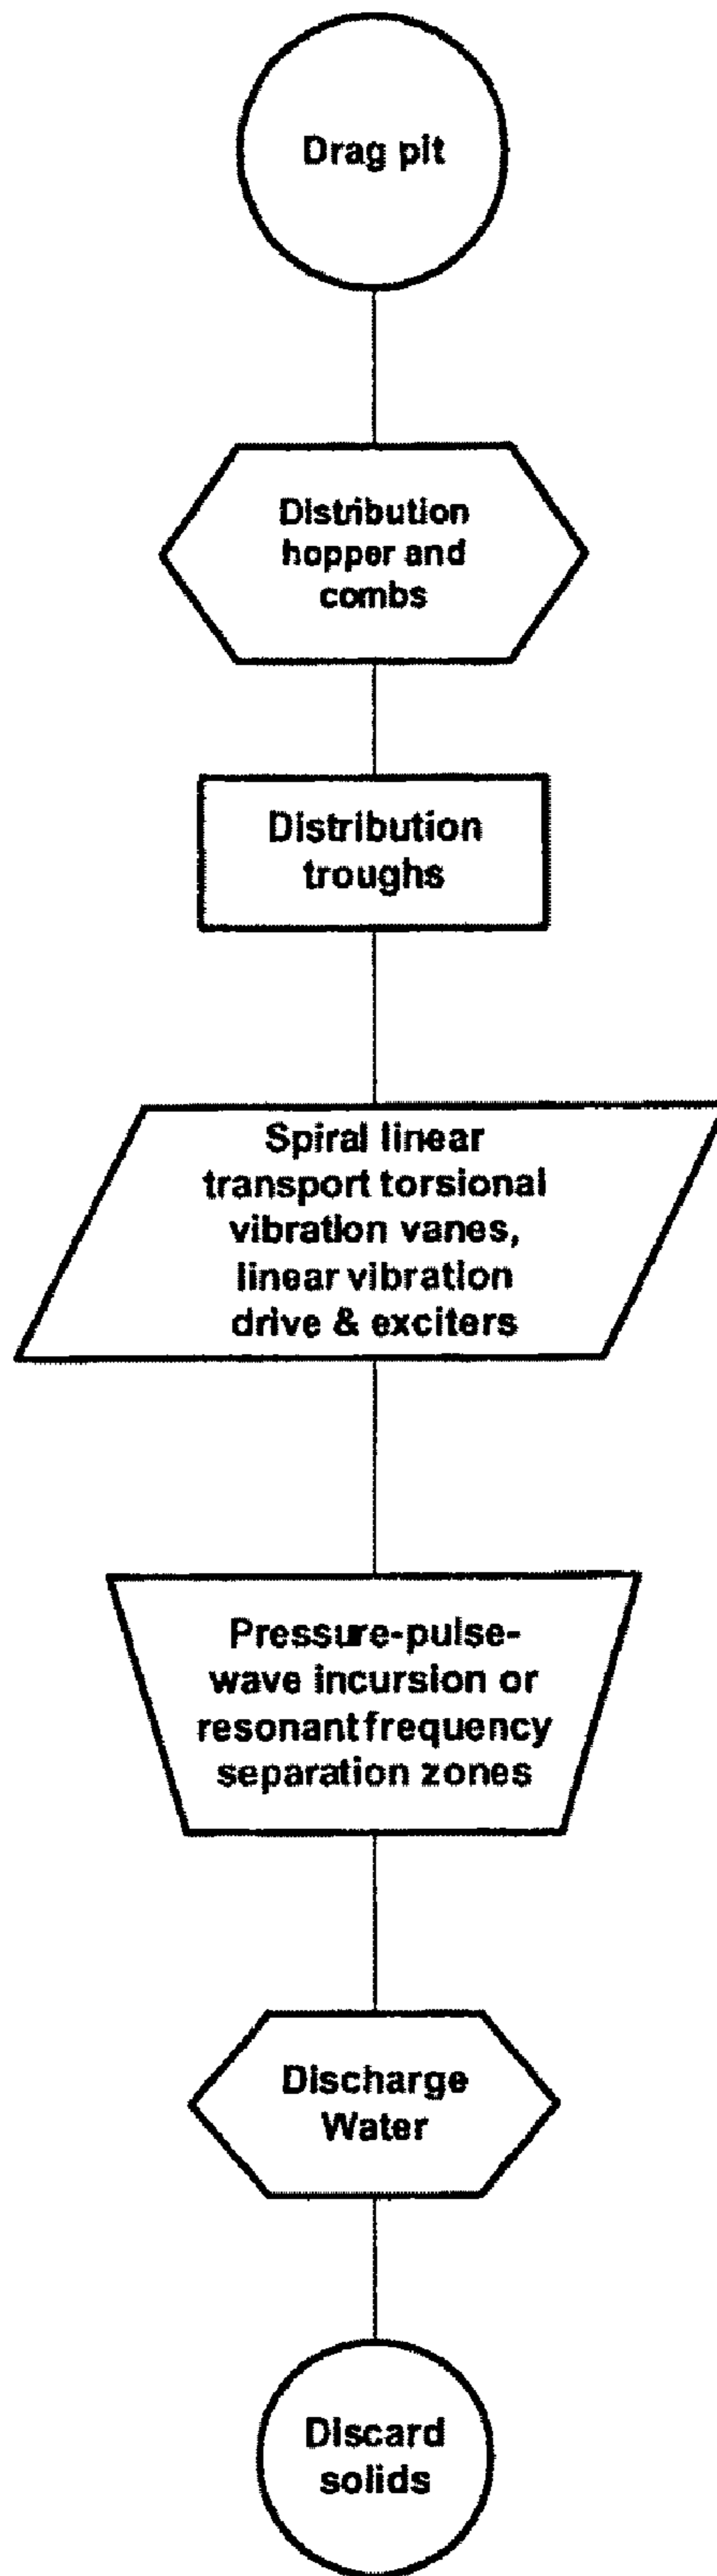 Drag pit
Distribution
hopper and
combs
Distribution
troughs
Spiral linear
transport torsional
vibration vanes,
linear vibration
drive & exciters
Pressure-pulse-
wave incursion or
resonant frequency
separation zones
Discharge
Water
Discard
solids